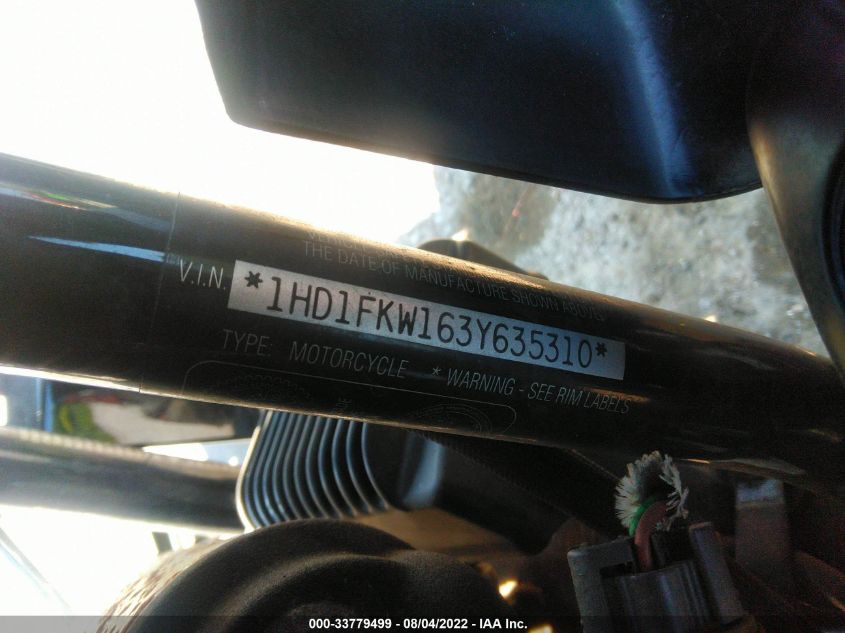 THE DATE OF MANUFACTURE SHOWN ABOVE
V.I.N. *1HD1FKW163Y635310*
TYPE: MOTORCYCLE * WARNING - SEE RIM LABELS
000-33779499 - 08/04/2022 - IAA Inc.